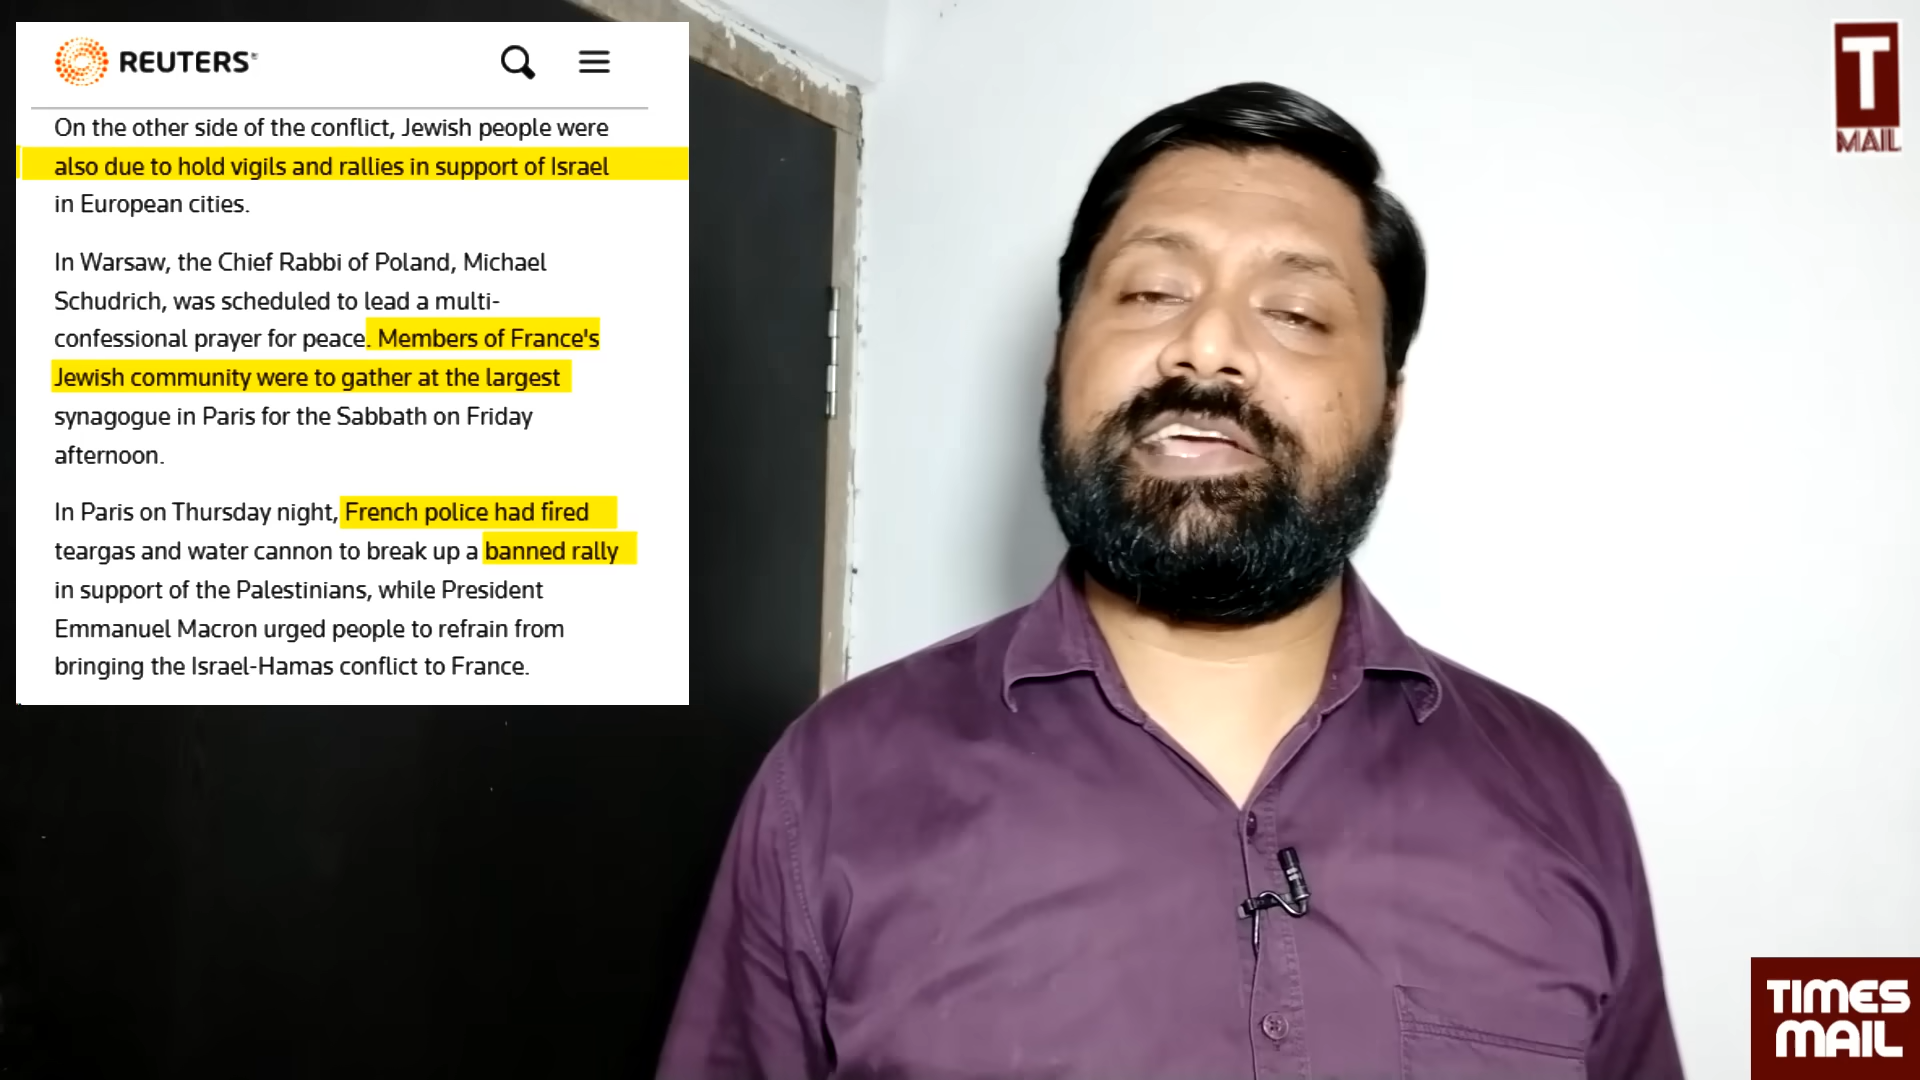 REUTERS
On the other side of the conflict, Jewish people were
also due to hold vigils and rallies in support of Israel
in European cities.
In Warsaw, the Chief Rabbi of Poland, Michael
Schudrich, was scheduled to lead a multi-
confessional prayer for peace. Members of France's
Jewish community were to gather at the largest
synagogue in Paris for the Sabbath on Friday
afternoon.
In Paris on Thursday night, French police had fired
teargas and water cannon to break up a banned rally
in support of the Palestinians, while President
Emmanuel Macron urged people to refrain from
bringing the Israel-Hamas conflict to France.
T
MAIL
TIMES
MAIL